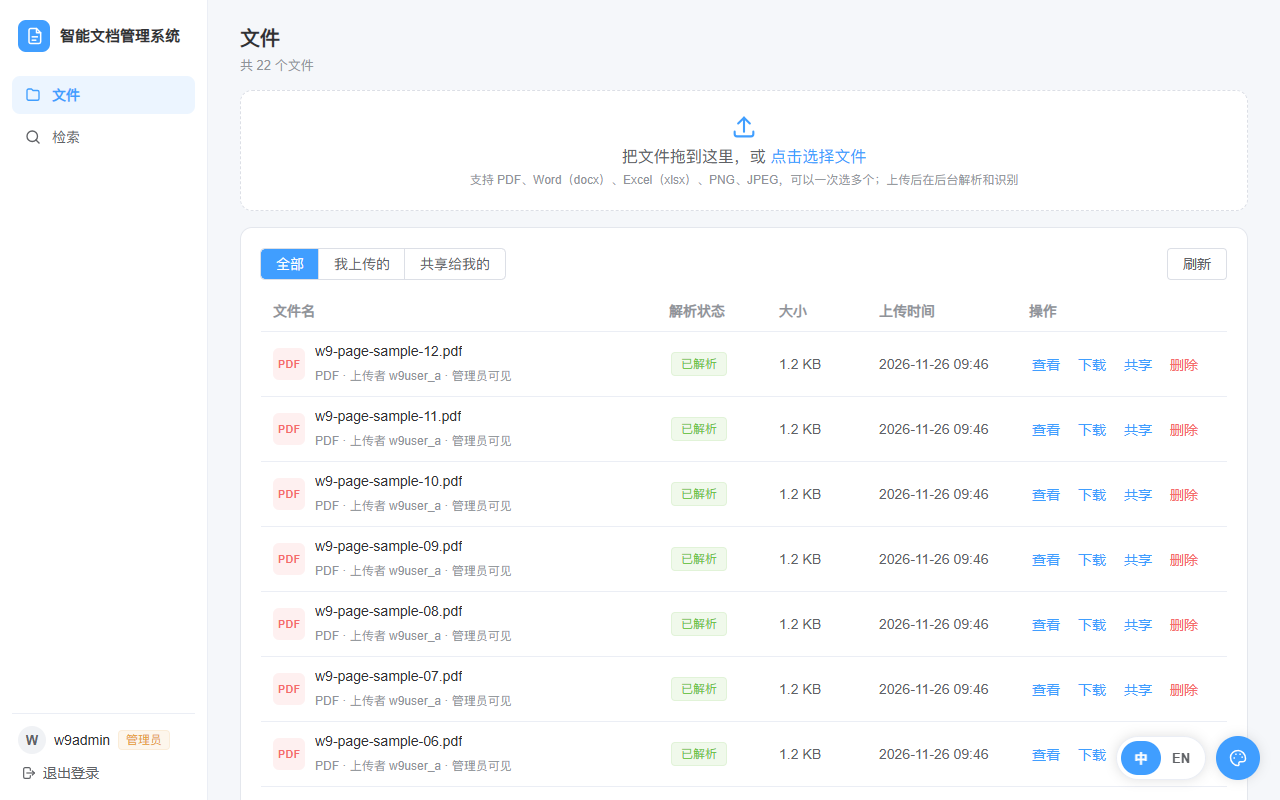 智能文档管理系统
文件
检索
文件
共 22 个文件
把文件拖到这里，或 点击选择文件
支持 PDF、Word（docx）、Excel（xlsx）、PNG、JPEG，可以一次选多个；上传后在后台解析和识别
全部 我上传的 共享给我的 刷新
文件名 解析状态 大小 上传时间 操作
w9-page-sample-12.pdf
PDF 已解析 1.2 KB 2026-11-26 09:46 查看 下载 共享 删除
PDF · 上传者 w9user_a · 管理员可见
w9-page-sample-11.pdf
PDF 已解析 1.2 KB 2026-11-26 09:46 查看 下载 共享 删除
PDF · 上传者 w9user_a · 管理员可见
w9-page-sample-10.pdf
PDF 已解析 1.2 KB 2026-11-26 09:46 查看 下载 共享 删除
PDF · 上传者 w9user_a · 管理员可见
w9-page-sample-09.pdf
PDF 已解析 1.2 KB 2026-11-26 09:46 查看 下载 共享 删除
PDF · 上传者 w9user_a · 管理员可见
w9-page-sample-08.pdf
PDF 已解析 1.2 KB 2026-11-26 09:46 查看 下载 共享 删除
PDF · 上传者 w9user_a · 管理员可见
w9-page-sample-07.pdf
PDF 已解析 1.2 KB 2026-11-26 09:46 查看 下载 共享 删除
PDF · 上传者 w9user_a · 管理员可见
w9-page-sample-06.pdf
PDF 已解析 1.2 KB 2026-11-26 09:46 查看 下载
PDF · 上传者 w9user_a · 管理员可见
W w9admin 管理员
退出登录
中 EN